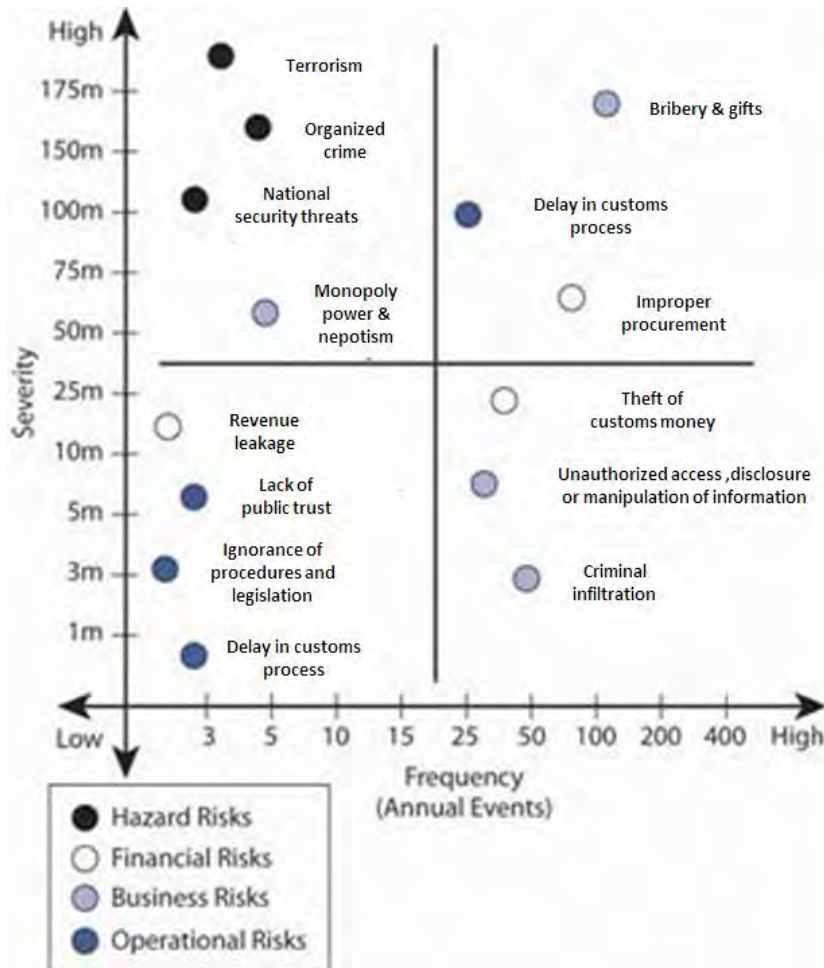 High
175m
150m
100m
75m
50m
25m
10m
5m
3m
1m
Severity
Terrorism
Organized
crime
National
security threats
Monopoly
power &
nepotism
Bribery & gifts
Delay in customs
process
Improper
procurement
Revenue
leakage
Lack of
public trust
Ignorance of
procedures and
legislation
Delay in customs
process
Theft of
customs money
Unauthorized access ,disclosure
or manipulation of information
Criminal
infiltration
Low 3 5 10 15 25 50 100 200 400 High
Frequency
(Annual Events)
Hazard Risks
Financial Risks
Business Risks
Operational Risks